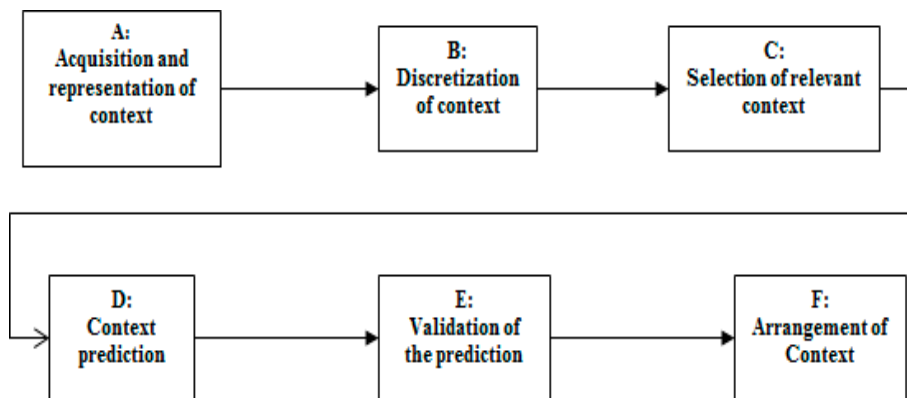 A:
Acquisition and
representation of
context
B:
Discretization
of context
C:
Selection of relevant
context
D:
Context
prediction
E:
Validation of
the prediction
F:
Arrangement of
Context